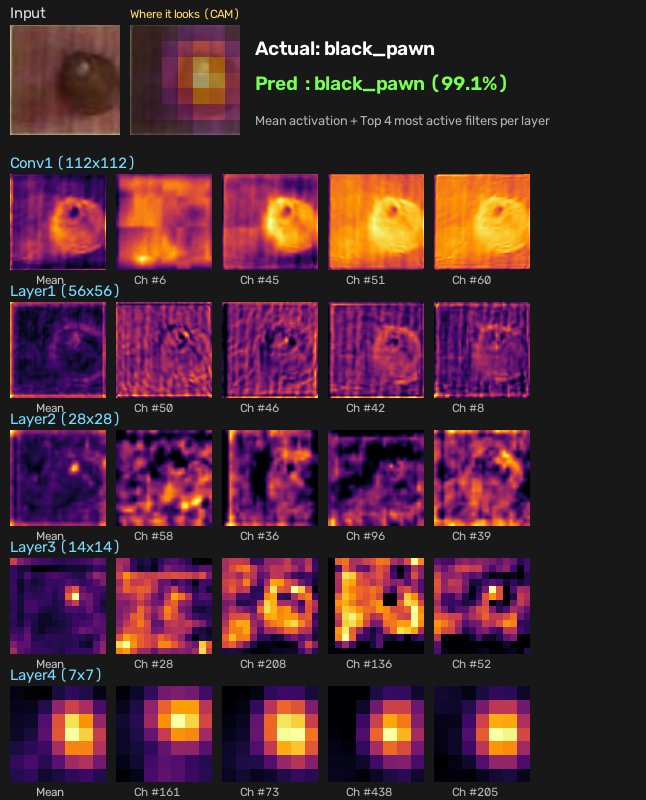 Input
Where it looks (CAM)
Actual: black_pawn
Pred : black_pawn (99.1%)
Mean activation + Top 4 most active filters per layer
Conv1 (112x112)
Mean Ch #6 Ch #45 Ch #51 Ch #60
Layer1 (56x56)
Mean Ch #50 Ch #46 Ch #42 Ch #8
Layer2 (28x28)
Mean Ch #58 Ch #36 Ch #96 Ch #39
Layer3 (14x14)
Mean Ch #28 Ch #208 Ch #136 Ch #52
Layer4 (7x7)
Mean Ch #161 Ch #73 Ch #438 Ch #205